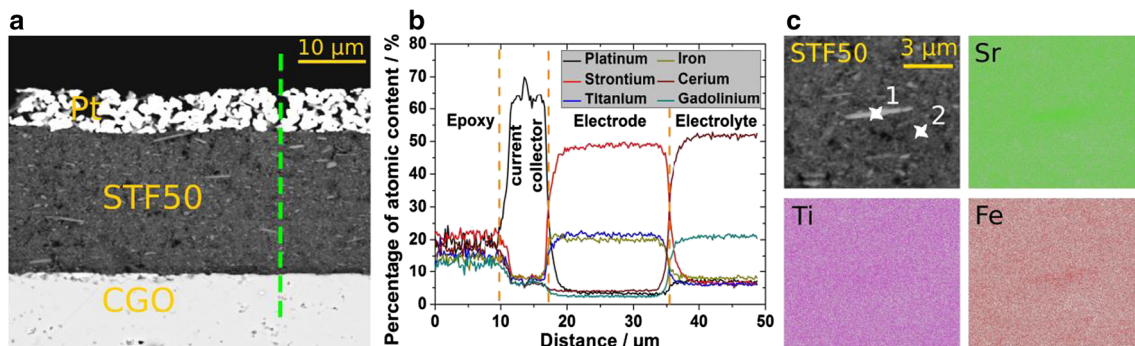 a
10 µm
Pt
STF50
CGO
b
Percentage of atomic content / %
80
70
60
50
40
30
20
10
0
Platinum
Iron
Strontium
Cerium
Titanium
Gadolinium
Epoxy
current
collector
Electrode
Electrolyte
0 10 20 30 40 50
Distance / um
c
STF50
3 µm
1
2
Sr
Ti
Fe